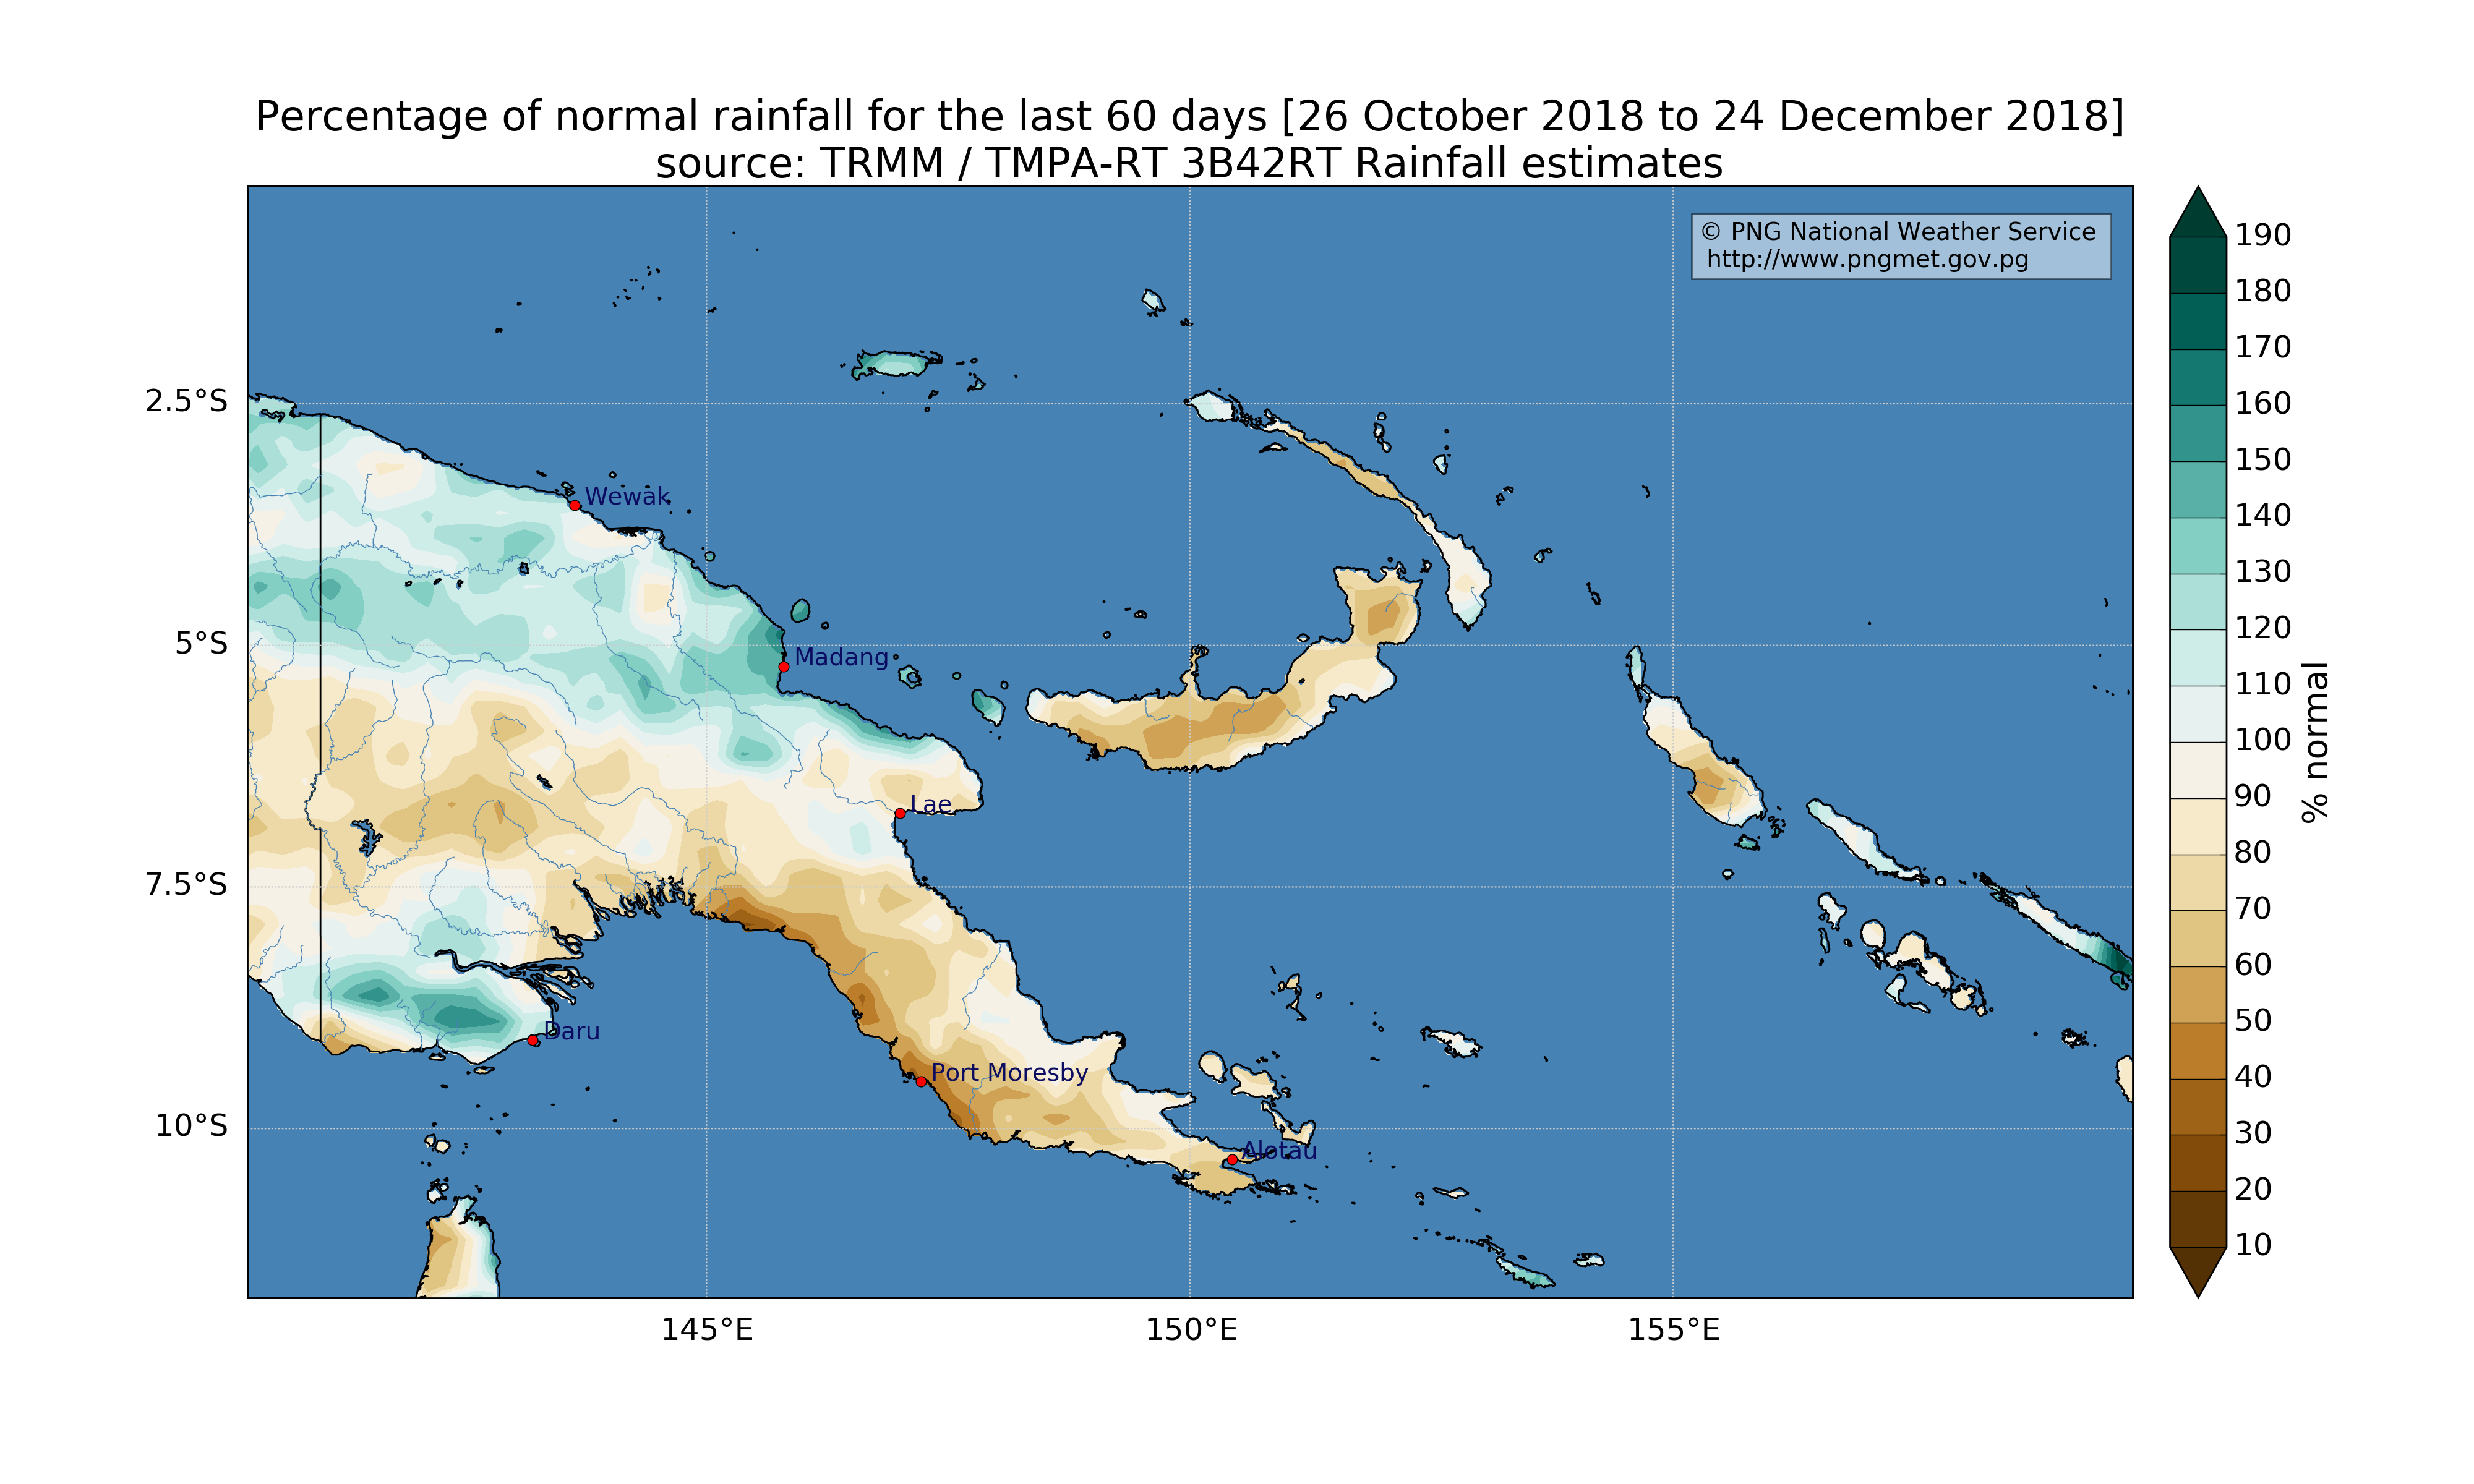 Percentage of normal rainfall for the last 60 days [26 October 2018 to 24 December 2018]
source: TRMM / TMPA-RT 3B42RT Rainfall estimates
© PNG National Weather Service
http://www.pngmet.gov.pg
2.5°S
5°S
7.5°S
10°S
Wewak
Madang
Lae
Daru
Port Moresby
Alotau
145°E
150°E
155°E
190
180
170
160
150
140
130
120
110
100
90
80
70
60
50
40
30
20
10
% normal